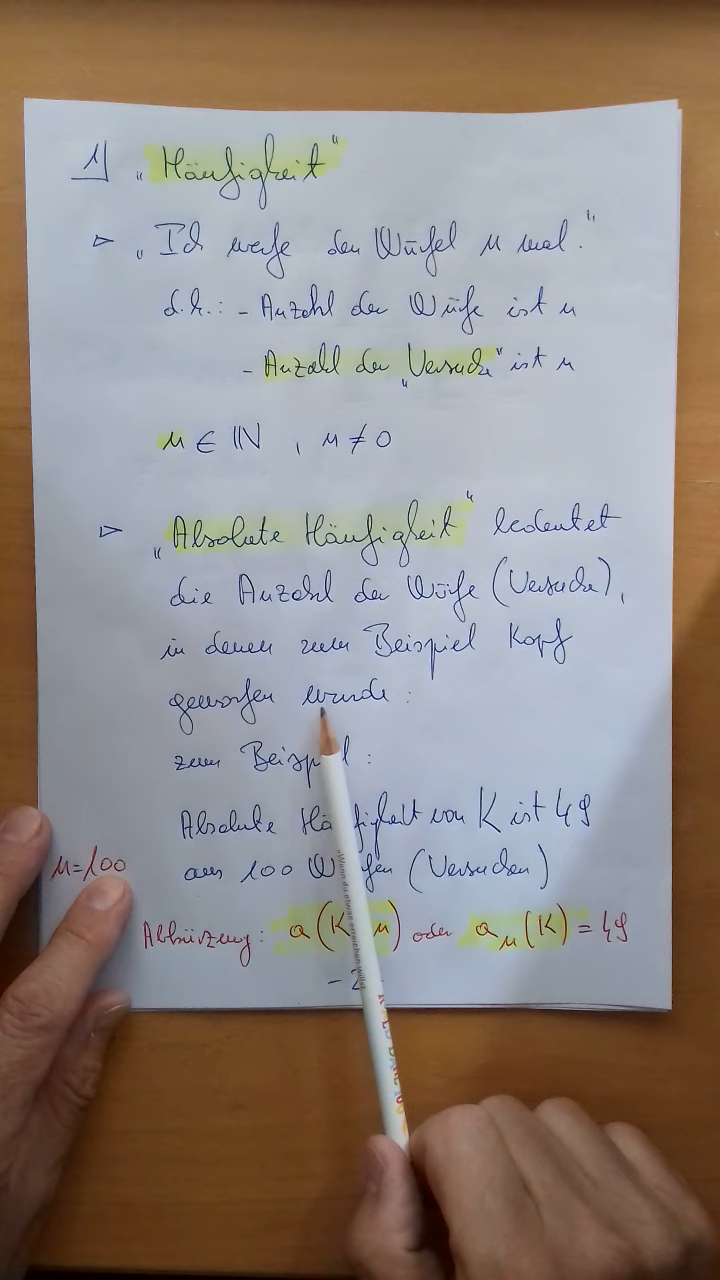 1) „Häufigkeit"
▷ „Ich werfe den Würfel n mal."
d.h.: - Anzahl der Würfe ist n
- Anzahl der „Versuche" ist n
n ∈ ℕ , n ≠ 0
▷ „Absolute Häufigkeit" bedeutet
die Anzahl der Würfe (Versuche),
in denen zum Beispiel Kopf
geworfen wurde:
zum Beispiel:
Absolute Häufigkeit von K ist 49
n=100 aus 100 Würfen (Versuchen)
Abkürzung: a(K, n) oder aₙ(K) = 49
- 2